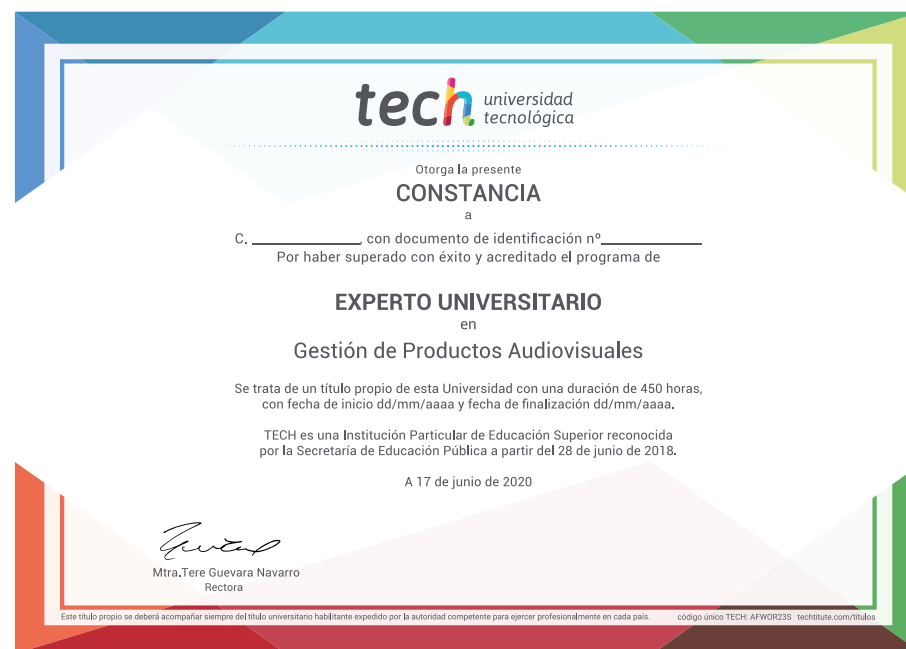 tech universidad
tecnológica
Otorga la presente
CONSTANCIA
a
C. ____________, con documento de identificación nº____________
Por haber superado con éxito y acreditado el programa de
EXPERTO UNIVERSITARIO
en
Gestión de Productos Audiovisuales
Se trata de un título propio de esta Universidad con una duración de 450 horas,
con fecha de inicio dd/mm/aaaa y fecha de finalización dd/mm/aaaa.
TECH es una Institución Particular de Educación Superior reconocida
por la Secretaría de Educación Pública a partir del 28 de junio de 2018.
A 17 de junio de 2020
Mtra.Tere Guevara Navarro
Rectora
Este título propio se deberá acompañar siempre del título universitario habilitante expedido por la autoridad competente para ejercer profesionalmente en cada país. código único TECH: AFWOR23S techtitute.com/titulos